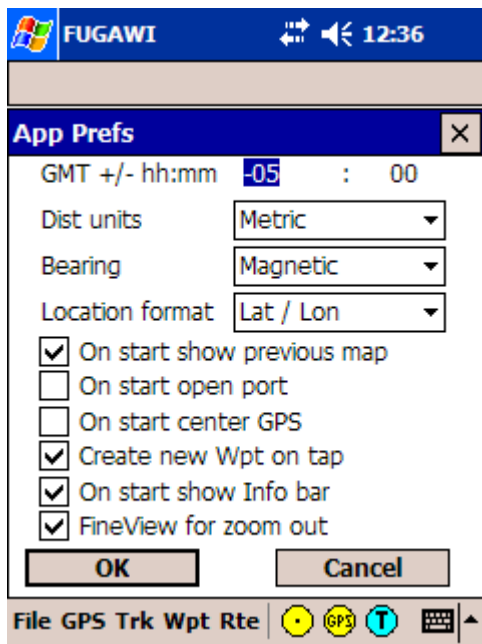 FUGAWI 12:36
App Prefs
GMT +/- hh:mm -05 : 00
Dist units Metric
Bearing Magnetic
Location format Lat / Lon
On start show previous map
On start open port
On start center GPS
Create new Wpt on tap
On start show Info bar
FineView for zoom out
OK Cancel
File GPS Trk Wpt Rte GPS T